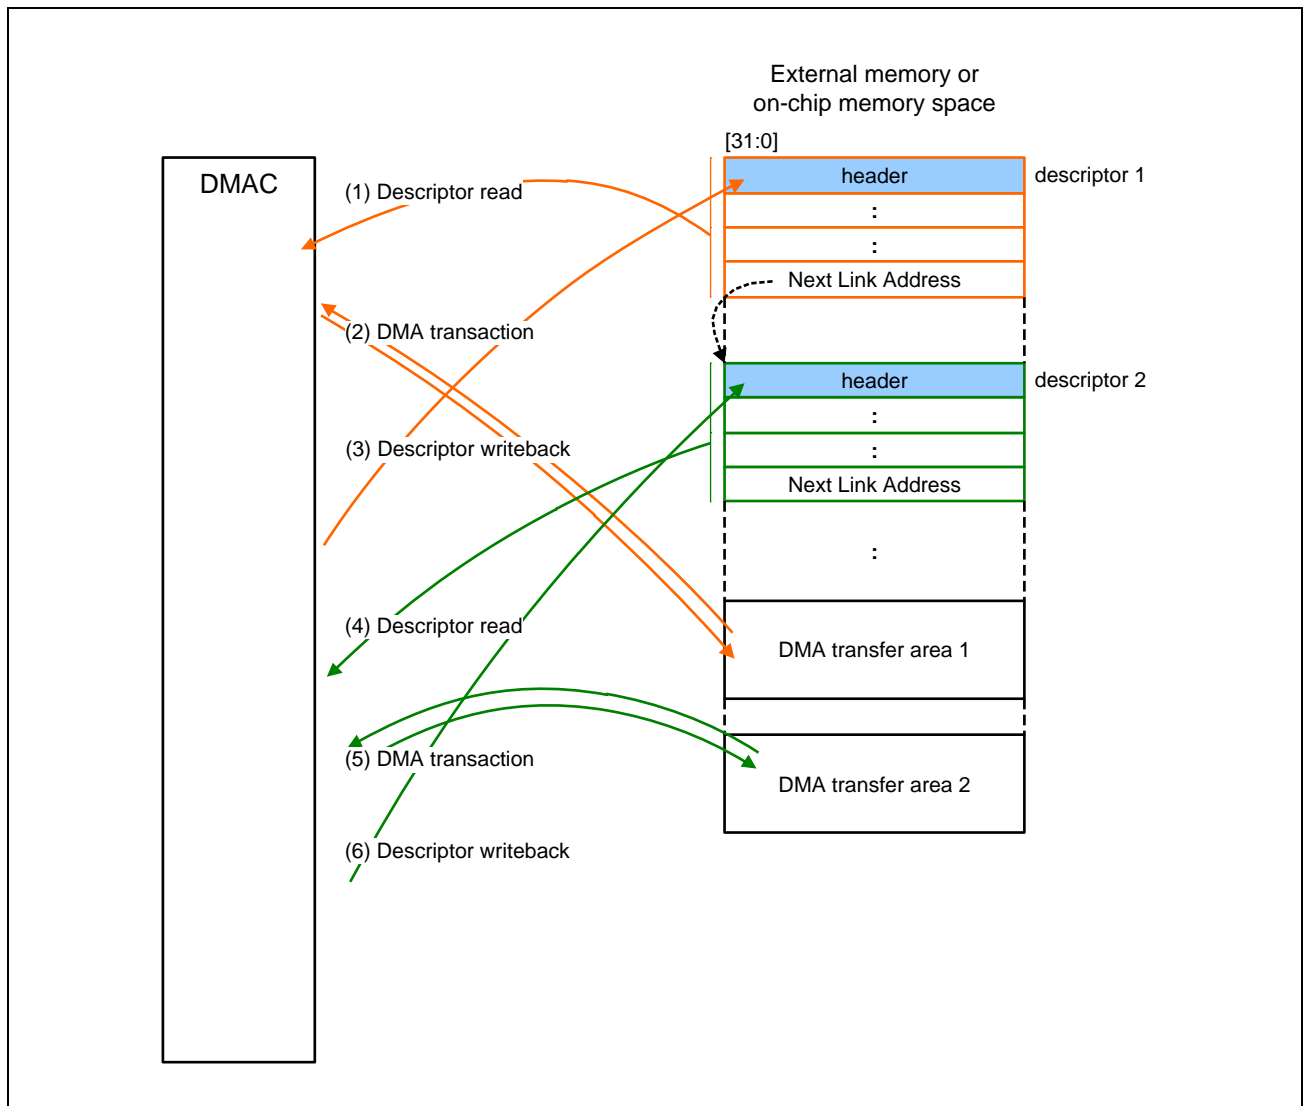 External memory or
on-chip memory space
[31:0]
DMAC
header
descriptor 1
(1) Descriptor read
:
:
Next Link Address
(2) DMA transaction
header
descriptor 2
:
(3) Descriptor writeback
:
Next Link Address
:
(4) Descriptor read
DMA transfer area 1
(5) DMA transaction
DMA transfer area 2
(6) Descriptor writeback